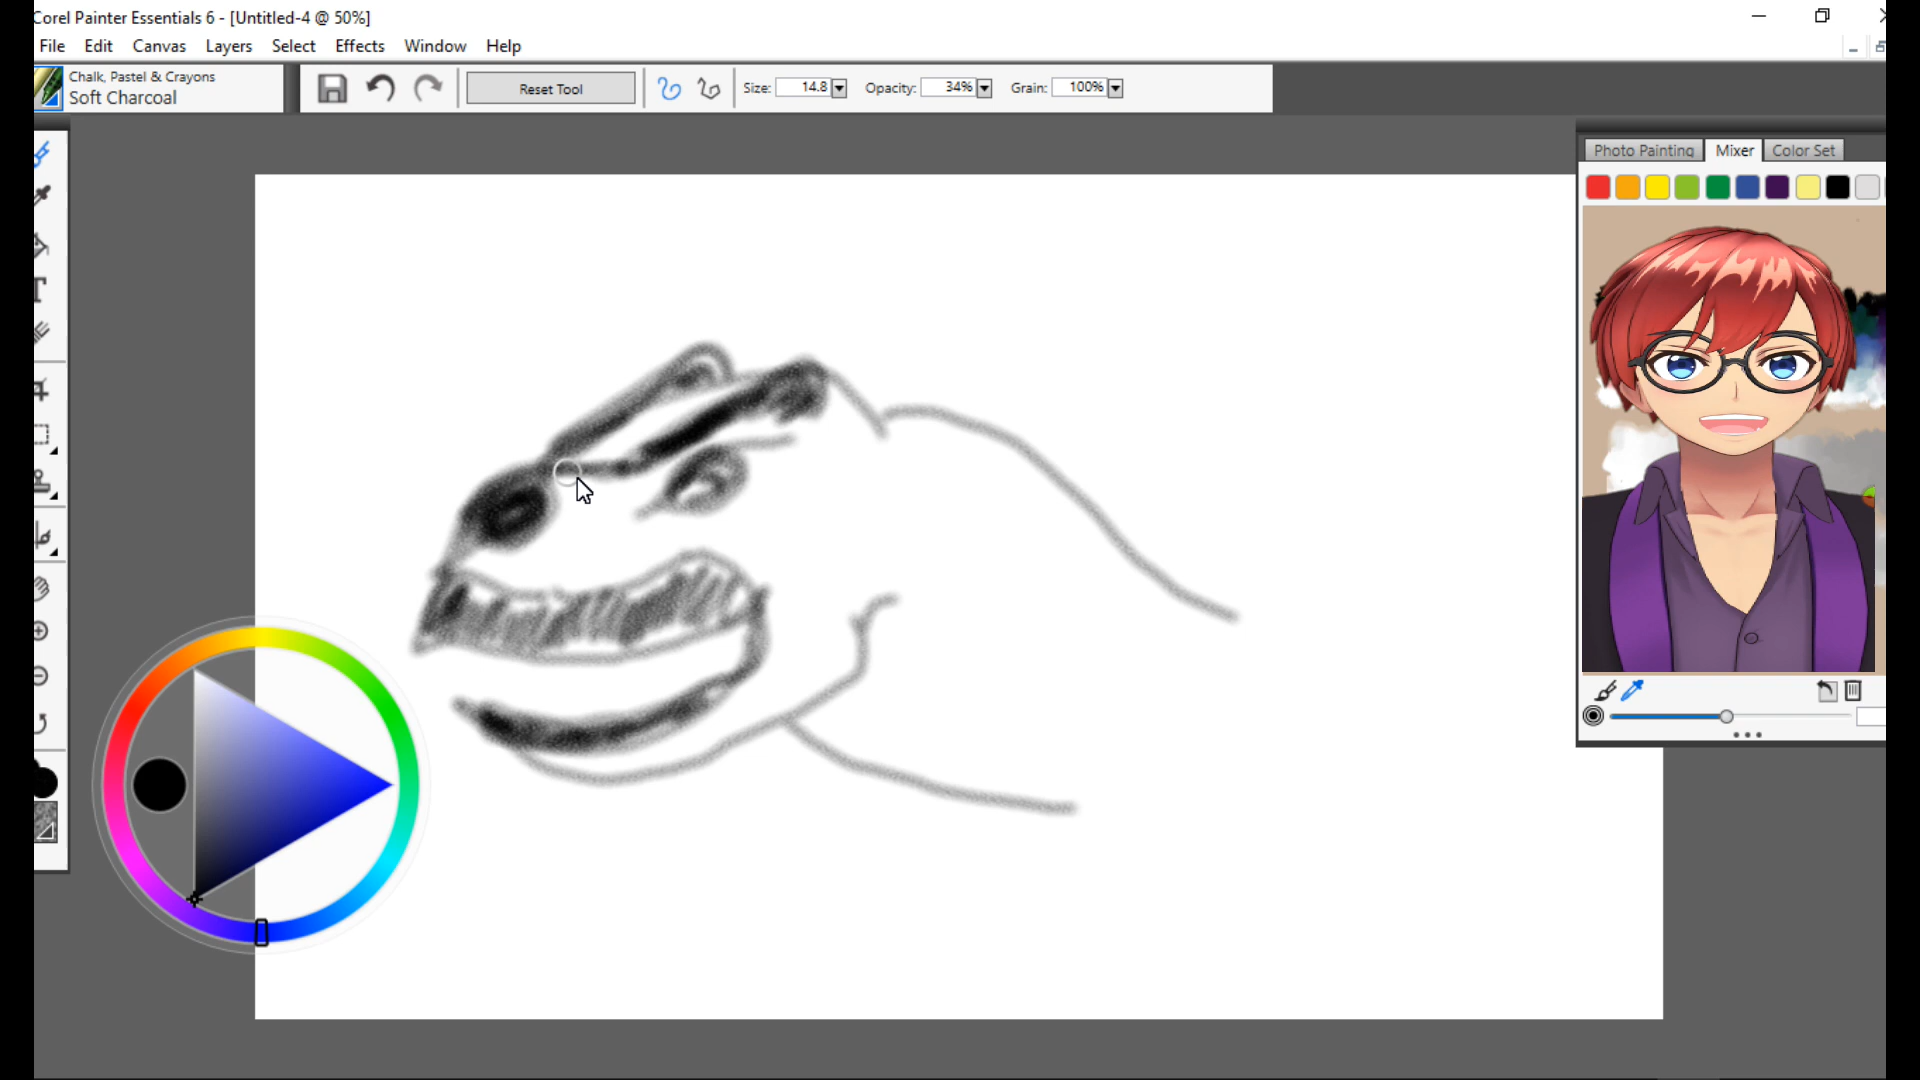 Corel Painter Essentials 6 - [Untitled-4 @ 50%]
File Edit Canvas Layers Select Effects Window Help
Chalk, Pastel & Crayons
Soft Charcoal
Reset Tool
Size: 14.8
Opacity: 34%
Grain: 100%
Photo Painting Mixer Color Set